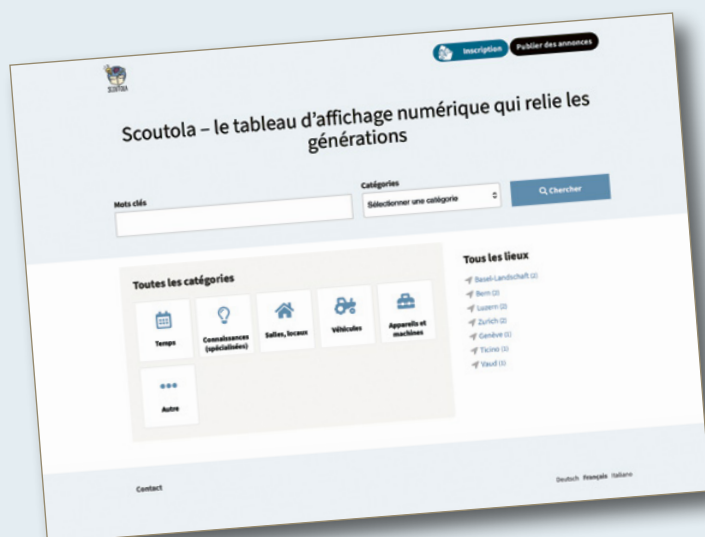 SCOUTOLA
Inscription
Publier des annonces
Scoutola – le tableau d’affichage numérique qui relie les
générations
Mots clés
Catégories
Sélectionner une catégorie
Chercher
Toutes les catégories
Temps
Connaissances
(spécialisées)
Salles, locaux
Véhicules
Appareils et
machines
Autre
Tous les lieux
Basel-Landschaft (2)
Bern (2)
Luzern (2)
Zurich (2)
Genève (1)
Ticino (1)
Vaud (1)
Contact
Deutsch Français Italiano